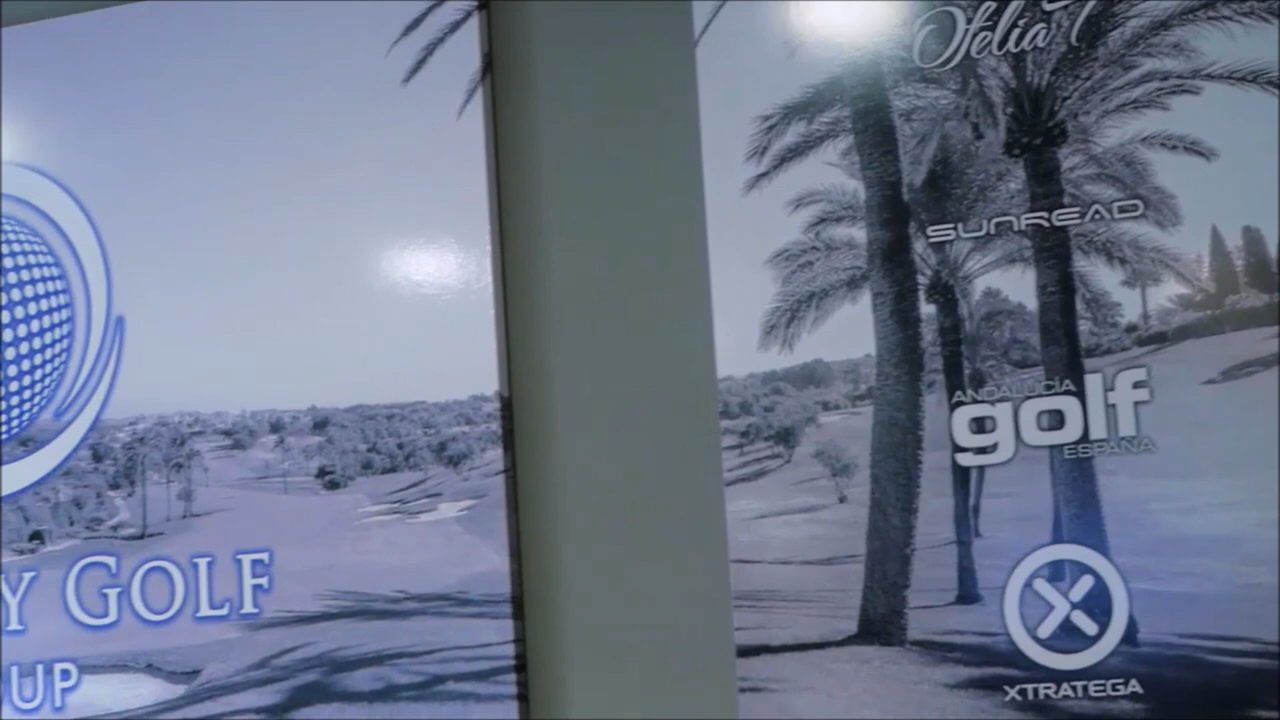 Y GOLF
UP
Ofelia T
SUNREAD
ANDALUCÍA
golf
ESPAÑA
XTRATEGA